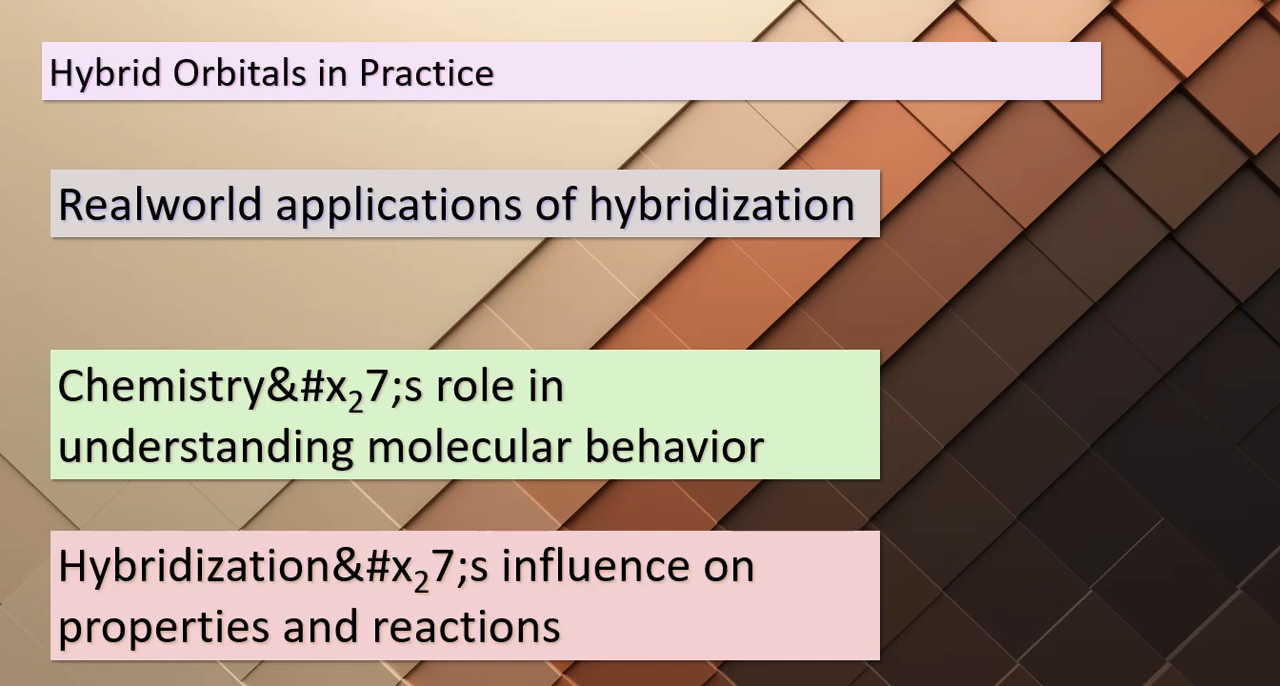 Hybrid Orbitals in Practice
Realworld applications of hybridization
Chemistry&#x₂7;s role in
understanding molecular behavior
Hybridization&#x₂7;s influence on
properties and reactions